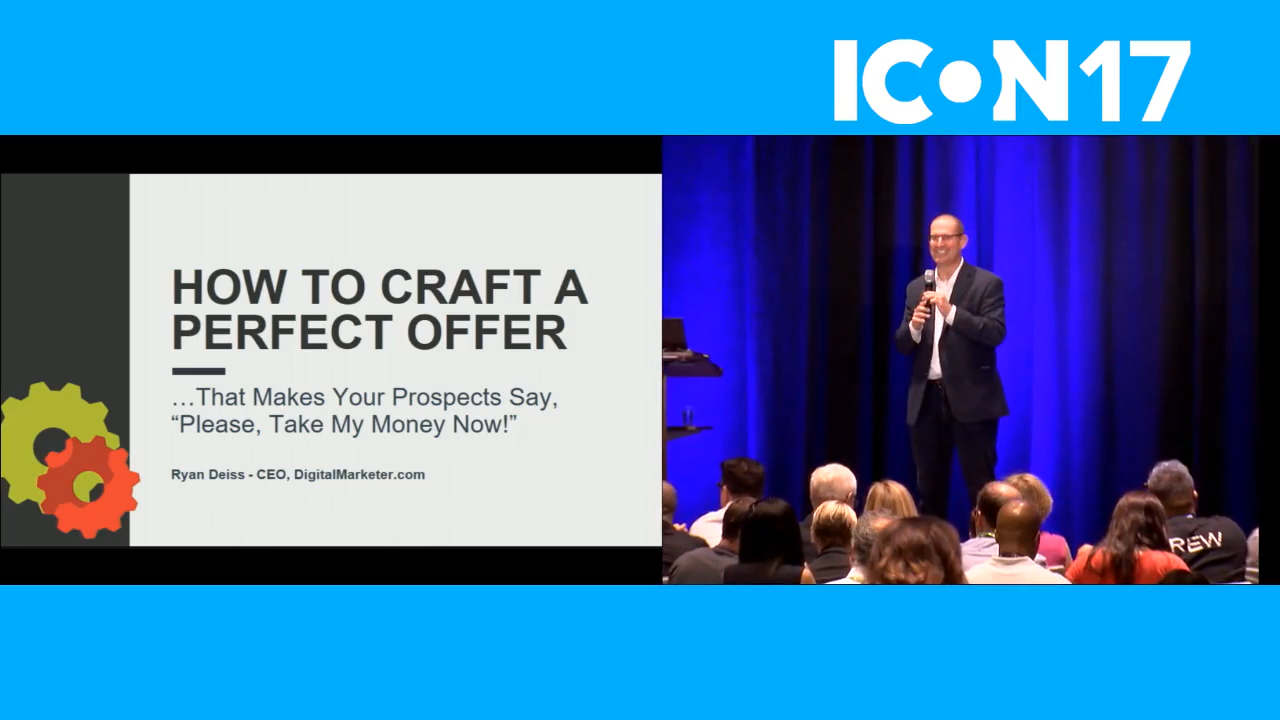 ICON17
HOW TO CRAFT A
PERFECT OFFER
…That Makes Your Prospects Say,
“Please, Take My Money Now!”
Ryan Deiss - CEO, DigitalMarketer.com
REW